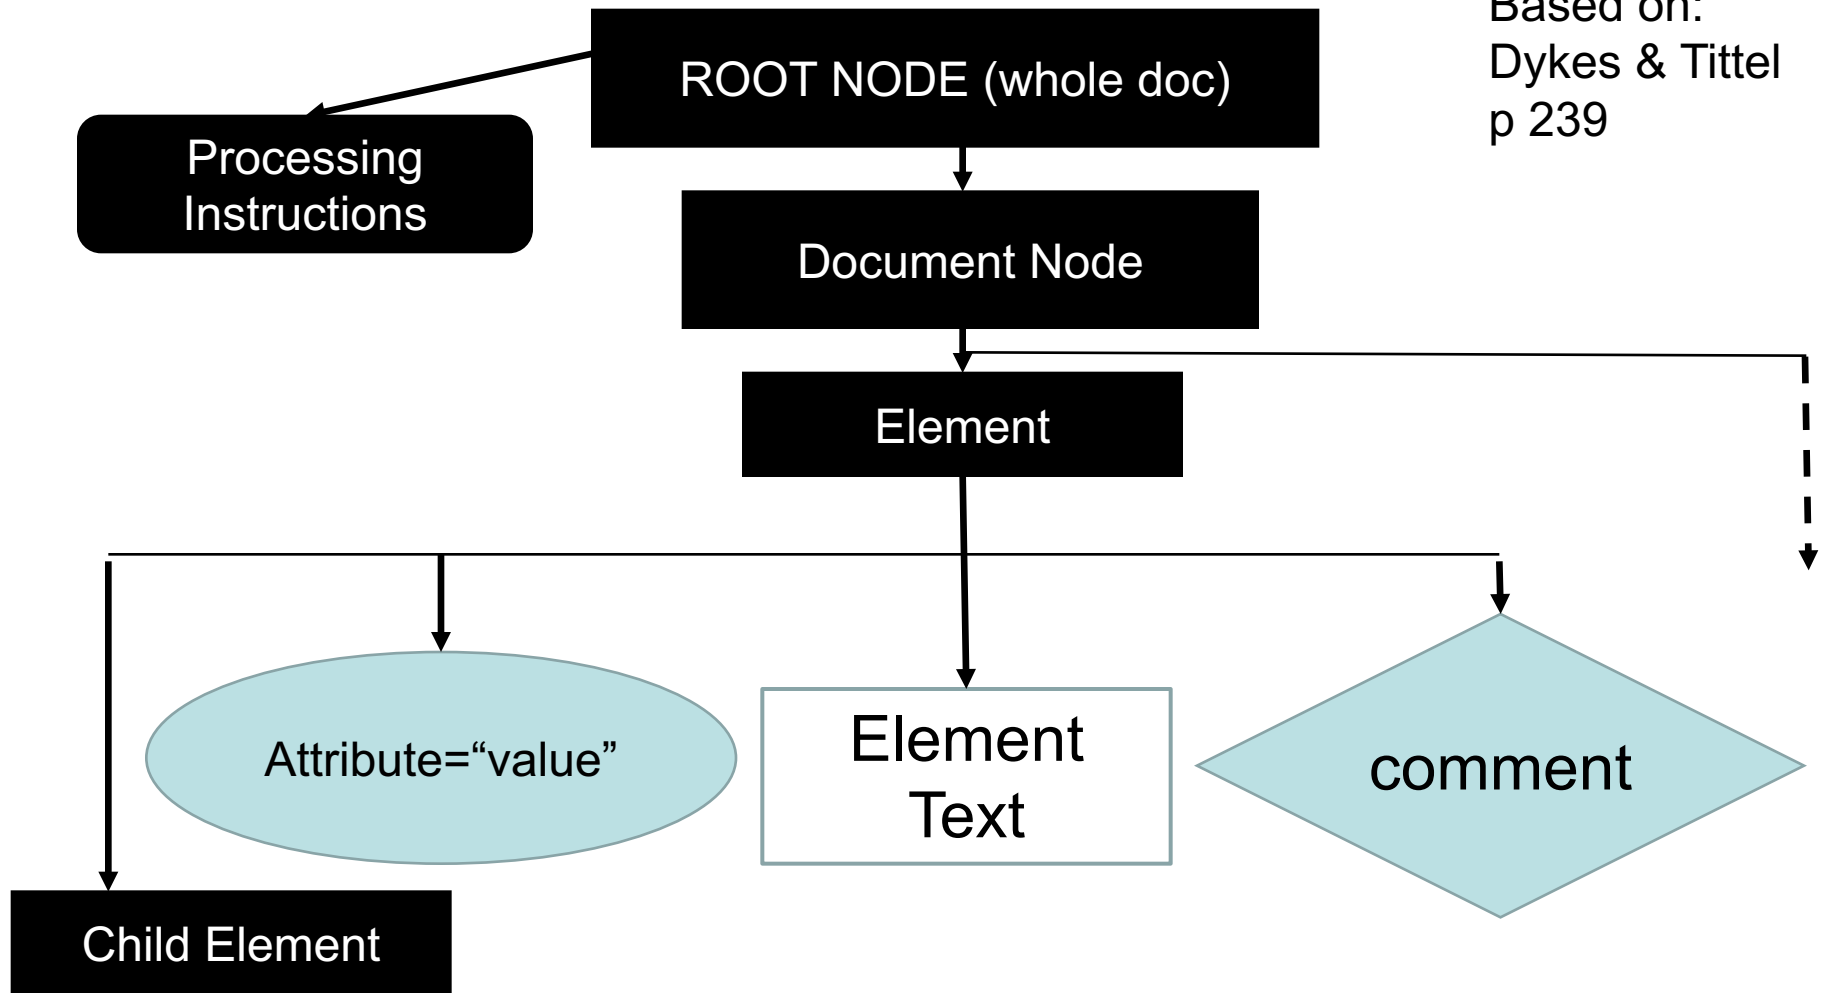 Based on:
Dykes & Tittel
p 239
ROOT NODE (whole doc)
Processing
Instructions
Document Node
Element
Attribute=“value”
Element
Text
comment
Child Element